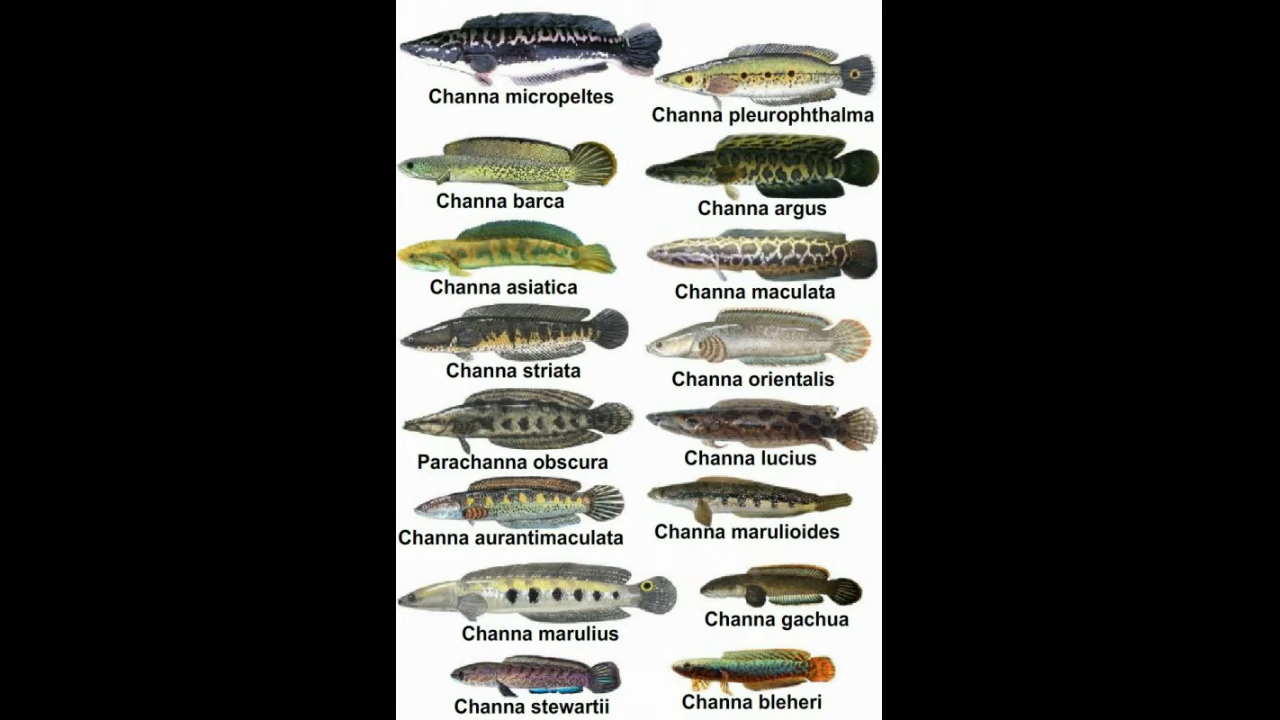 Channa micropeltes
Channa pleurophthalma
Channa barca
Channa argus
Channa asiatica
Channa maculata
Channa striata
Channa orientalis
Parachanna obscura
Channa lucius
Channa aurantimaculata
Channa marulioides
Channa marulius
Channa gachua
Channa stewartii
Channa bleheri